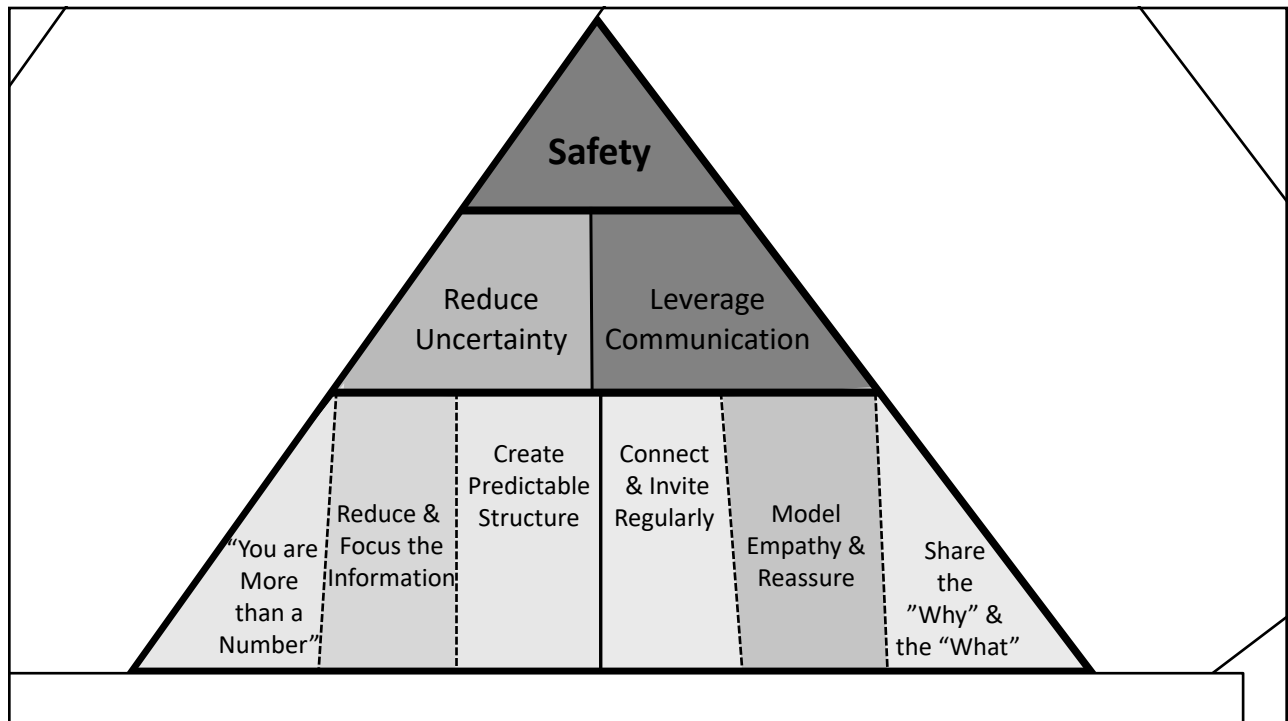 Safety
Reduce
Uncertainty
Leverage
Communication
“You are
More
than a
Number”
Reduce &
Focus the
Information
Create
Predictable
Structure
Connect
& Invite
Regularly
Model
Empathy &
Reassure
Share
the
”Why” &
the “What”